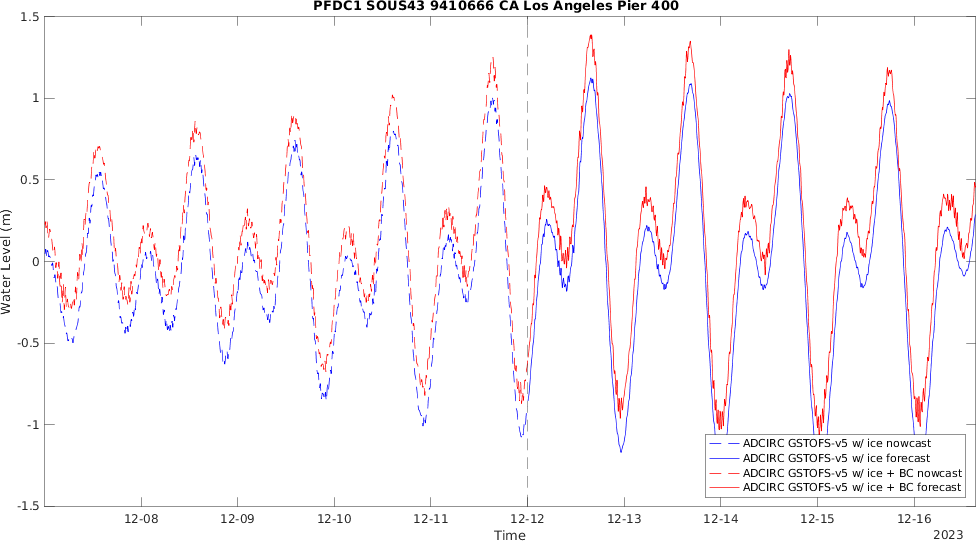 PFDC1 SOUS43 9410666 CA Los Angeles Pier 400
Water Level (m)
1.5
1
0.5
0
-0.5
-1
-1.5
ADCIRC GSTOFS-v5 w/ ice nowcast
ADCIRC GSTOFS-v5 w/ ice forecast
ADCIRC GSTOFS-v5 w/ ice + BC nowcast
ADCIRC GSTOFS-v5 w/ ice + BC forecast
12-08 12-09 12-10 12-11 12-12 12-13 12-14 12-15 12-16
Time
2023